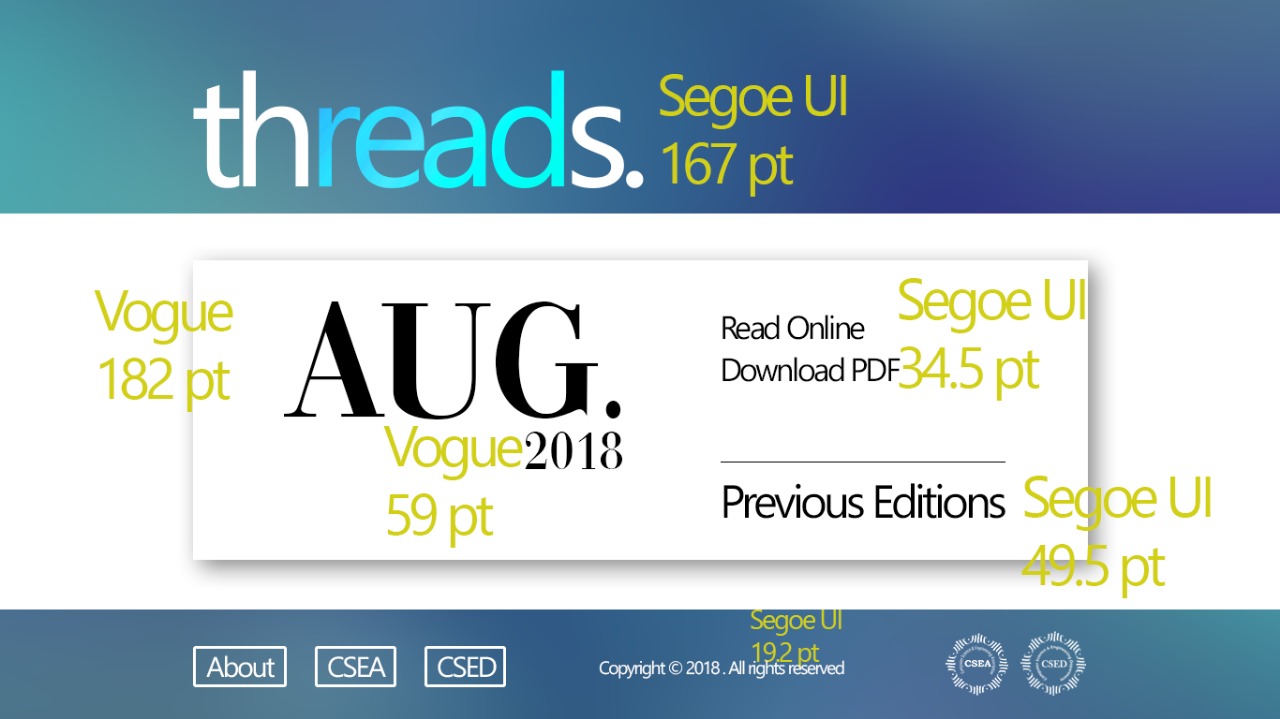 threads.
Segoe UI
167 pt
Vogue
182 pt
AUG.
2018
Vogue
59 pt
Read Online
Download PDF
Segoe UI
34.5 pt
Previous Editions
Segoe UI
49.5 pt
Segoe UI
19.2 pt
About
CSEA
CSED
Copyright © 2018 . All rights reserved
CSEA
CSED